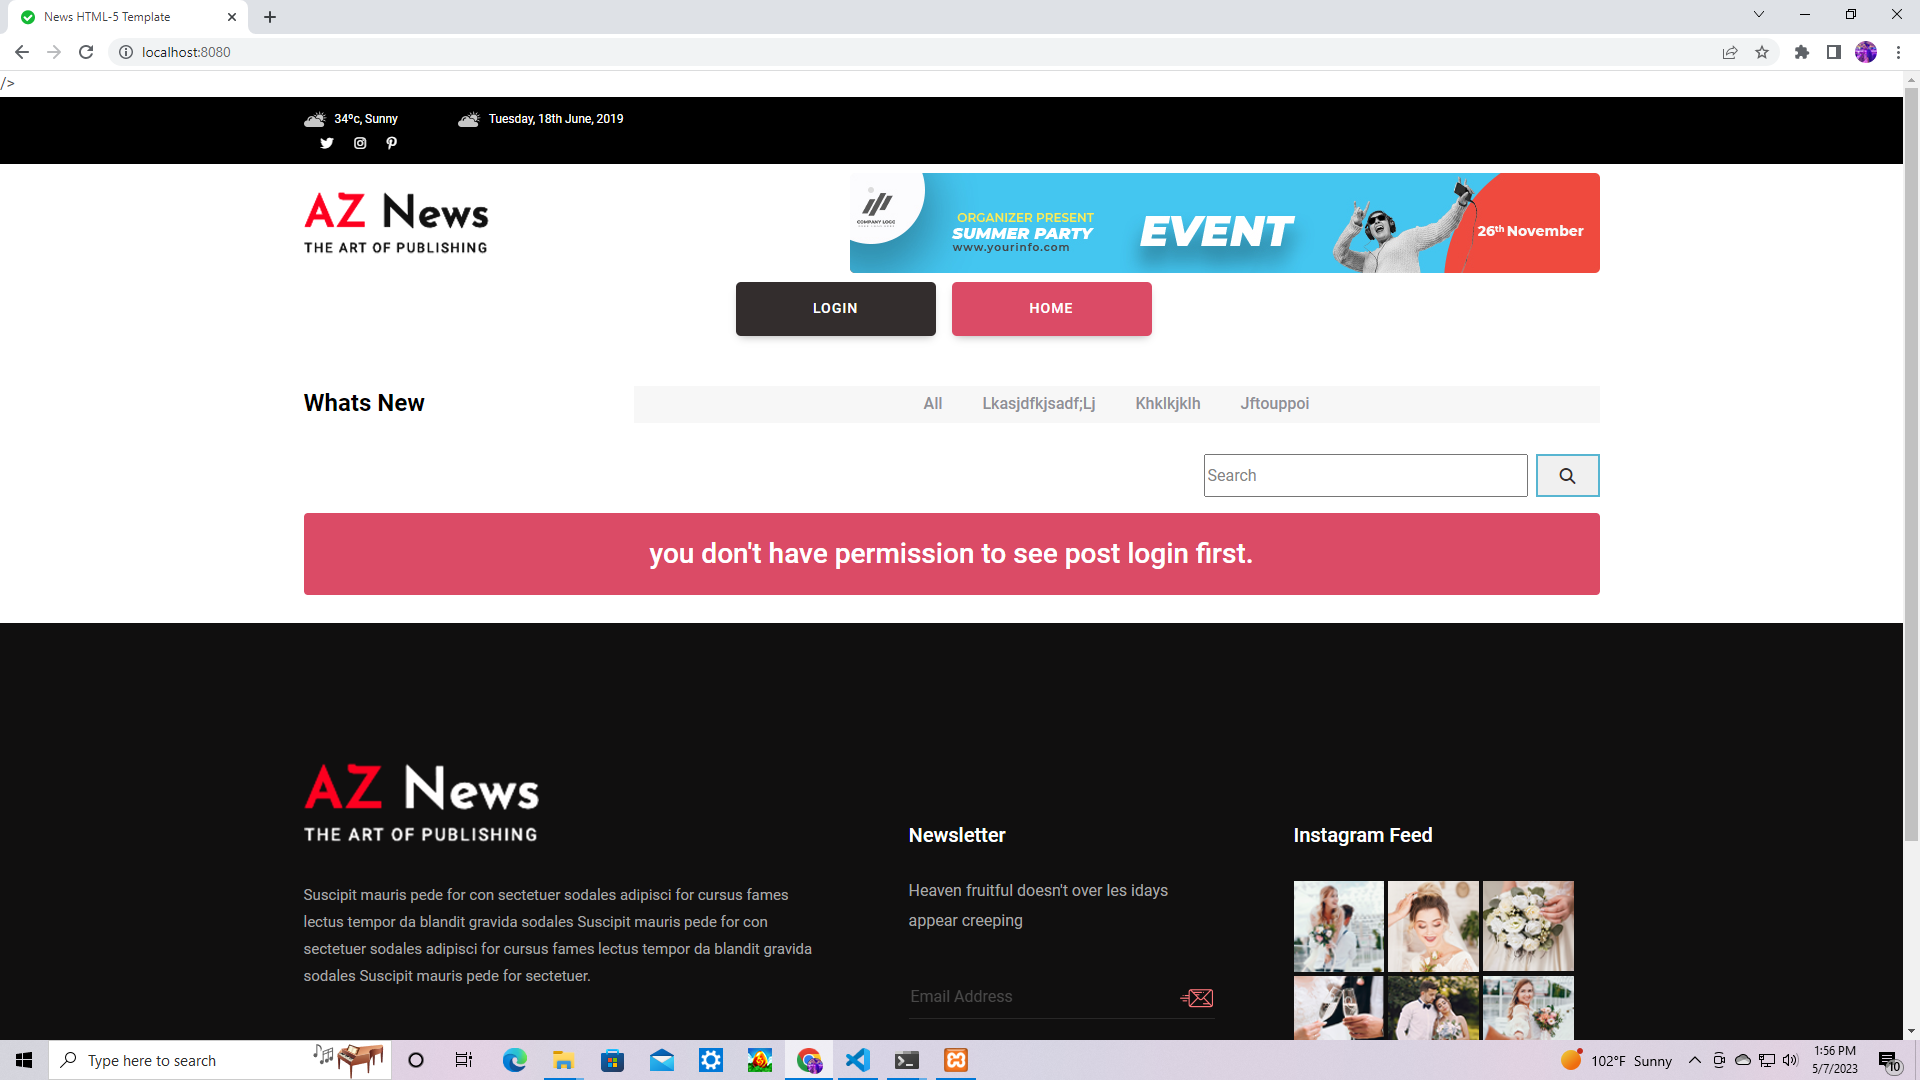 News HTML-5 Template
localhost:8080
/>
34ºc, Sunny
Tuesday, 18th June, 2019
AZ News
THE ART OF PUBLISHING
COMPANY LOGO
ORGANIZER PRESENT
SUMMER PARTY
www.yourinfo.com
EVENT
26th November
LOGIN
HOME
Whats New
All
Lkasjdfkjsadf;Lj
Khklkjklh
Jftouppoi
Search
you don't have permission to see post login first.
AZ News
THE ART OF PUBLISHING
Suscipit mauris pede for con sectetuer sodales adipisci for cursus fames
lectus tempor da blandit gravida sodales Suscipit mauris pede for con
sectetuer sodales adipisci for cursus fames lectus tempor da blandit gravida
sodales Suscipit mauris pede for sectetuer.
Newsletter
Heaven fruitful doesn't over les idays
appear creeping
Email Address
Instagram Feed
Type here to search
102°F Sunny
1:56 PM
5/7/2023
10